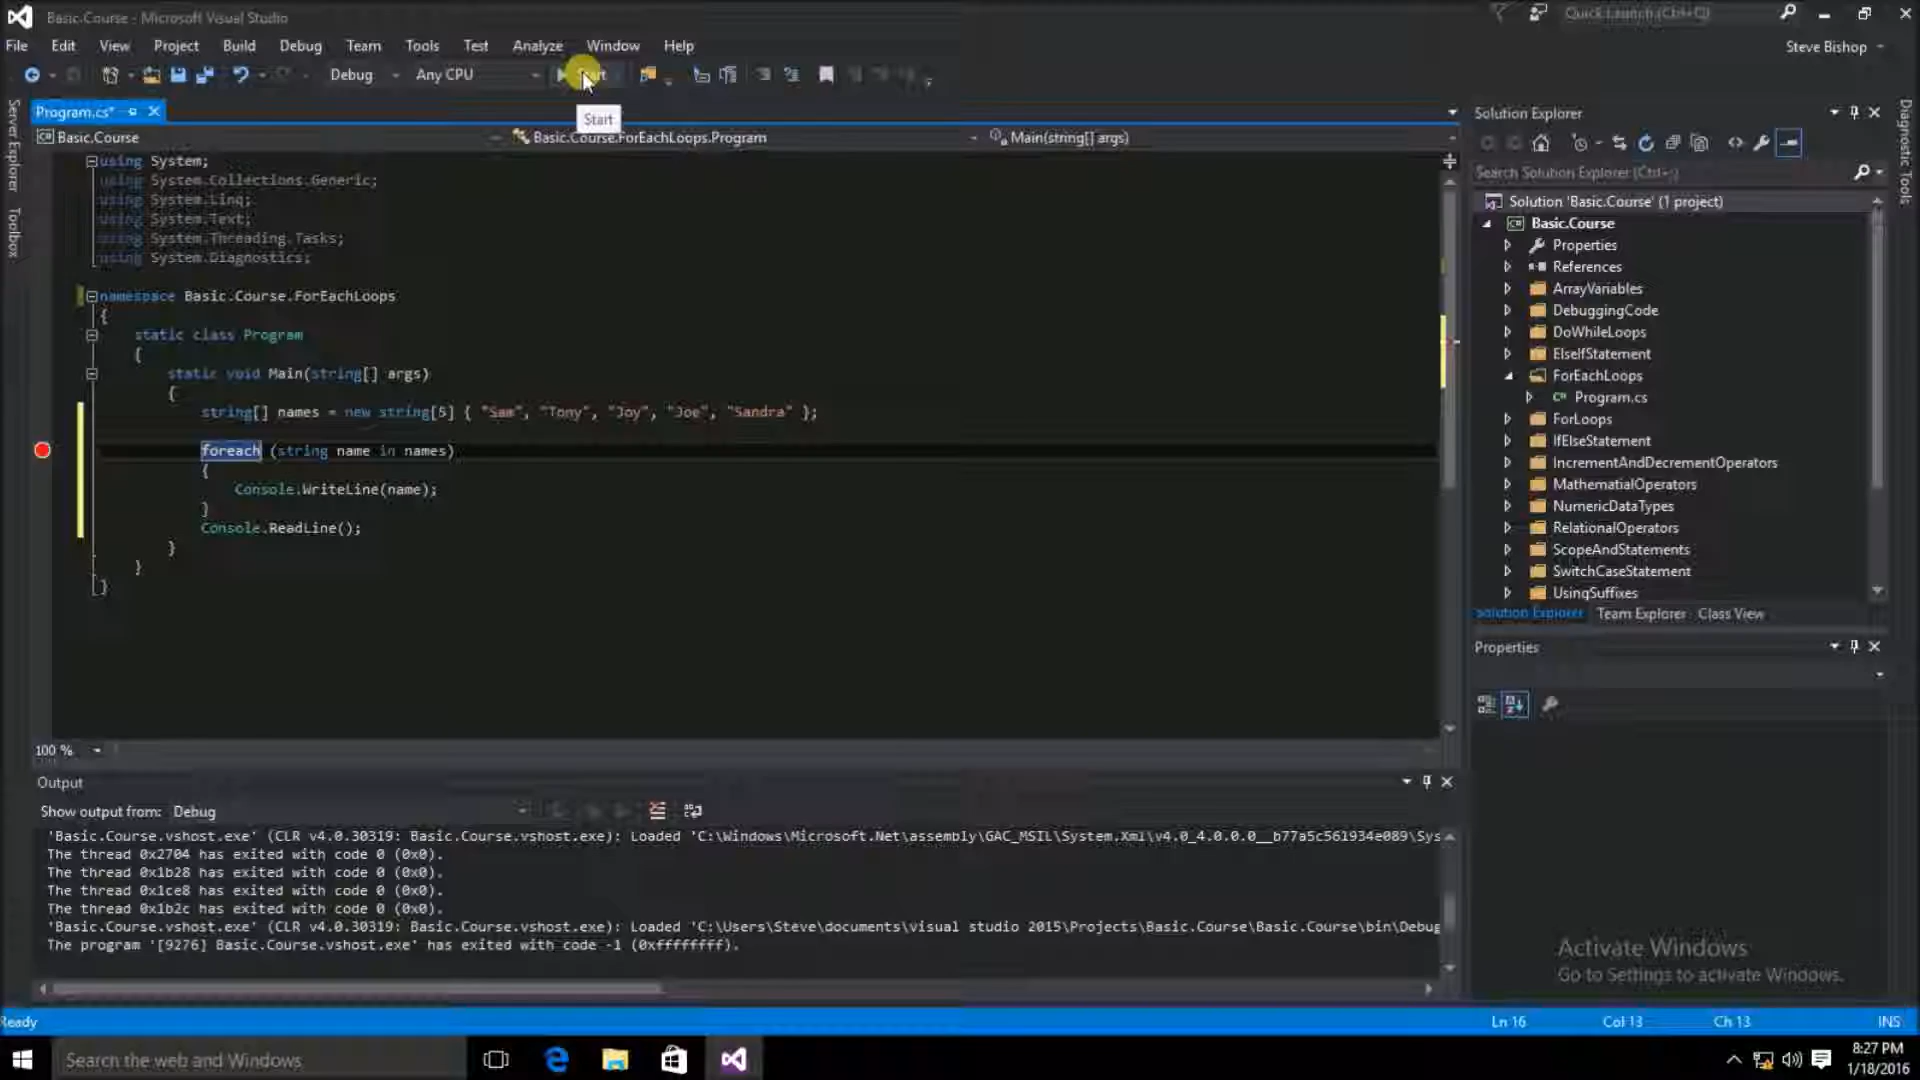 Basic.Course - Microsoft Visual Studio
Quick Launch (Ctrl+Q)
File Edit View Project Build Debug Team Tools Test Analyze Window Help
Steve Bishop
Debug Any CPU Start
Program.cs*
Start
Basic.Course Basic.Course.ForEachLoops.Program Main(string[] args)
Server Explorer
Toolbox
using System;
using System.Collections.Generic;
using System.Linq;
using System.Text;
using System.Threading.Tasks;
using System.Diagnostics;
namespace Basic.Course.ForEachLoops
{
static class Program
{
static void Main(string[] args)
{
string[] names = new string[5] { "Sam", "Tony", "Joy", "Joe", "Sandra" };
foreach (string name in names)
{
Console.WriteLine(name);
}
Console.ReadLine();
}
}
}
100 %
Output
Show output from: Debug
'Basic.Course.vshost.exe' (CLR v4.0.30319: Basic.Course.vshost.exe): Loaded 'C:\Windows\Microsoft.Net\assembly\GAC_MSIL\System.Xml\v4.0_4.0.0.0__b77a5c561934e089\Sys
The thread 0x2704 has exited with code 0 (0x0).
The thread 0x1b28 has exited with code 0 (0x0).
The thread 0x1ce8 has exited with code 0 (0x0).
The thread 0x1b2c has exited with code 0 (0x0).
'Basic.Course.vshost.exe' (CLR v4.0.30319: Basic.Course.vshost.exe): Loaded 'C:\Users\Steve\documents\visual studio 2015\Projects\Basic.Course\Basic.Course\bin\Debug
The program '[9276] Basic.Course.vshost.exe' has exited with code -1 (0xffffffff).
Solution Explorer
Search Solution Explorer (Ctrl+;)
Solution 'Basic.Course' (1 project)
Basic.Course
Properties
References
ArrayVariables
DebuggingCode
DoWhileLoops
ElseIfStatement
ForEachLoops
C# Program.cs
ForLoops
IfElseStatement
IncrementAndDecrementOperators
MathematialOperators
NumericDataTypes
RelationalOperators
ScopeAndStatements
SwitchCaseStatement
UsingSuffixes
Solution Explorer Team Explorer Class View
Properties
Diagnostic Tools
Activate Windows
Go to Settings to activate Windows.
Ready Ln 16 Col 13 Ch 13 INS
Search the web and Windows
8:27 PM
1/18/2016